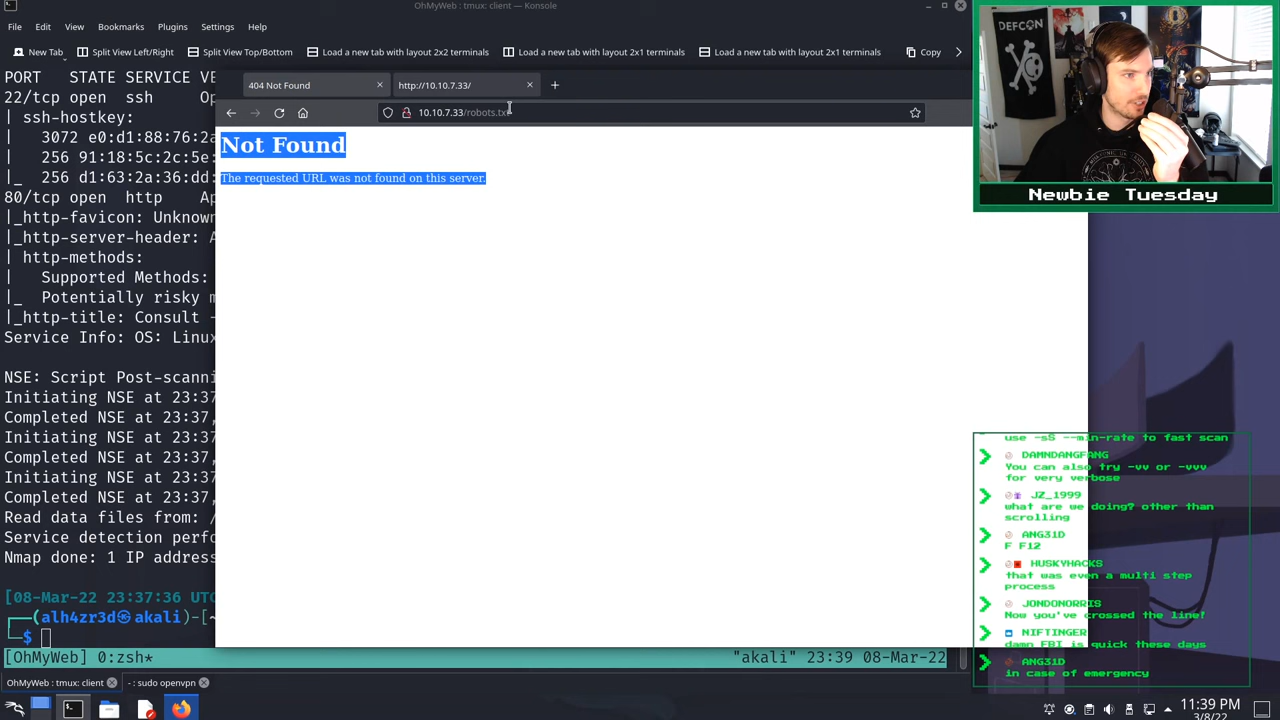 OhMyWeb : tmux: client — Konsole
File Edit View Bookmarks Plugins Settings Help
New Tab Split View Left/Right Split View Top/Bottom Load a new tab with layout 2x2 terminals Load a new tab with layout 2x1 terminals Load a new tab with layout 2x1 terminals Copy
PORT STATE SERVICE VE
22/tcp open ssh Op
| ssh-hostkey:
| 3072 e0:d1:88:76:2a
| 256 91:18:5c:2c:5e:
|_ 256 d1:63:2a:36:dd:
80/tcp open http Ap
|_http-favicon: Unknown
|_http-server-header: A
| http-methods:
| Supported Methods:
|_ Potentially risky m
|_http-title: Consult -
Service Info: OS: Linux
NSE: Script Post-scanni
Initiating NSE at 23:37
Completed NSE at 23:37,
Initiating NSE at 23:37
Completed NSE at 23:37,
Initiating NSE at 23:37
Completed NSE at 23:37,
Read data files from: /
Service detection perfo
Nmap done: 1 IP address
[08-Mar-22 23:37:36 UTC
(alh4zr3d㉿akali)-
$
[OhMyWeb] 0:zsh* "akali" 23:39 08-Mar-22
OhMyWeb : tmux: client - : sudo openvpn
404 Not Found http://10.10.7.33/
10.10.7.33/robots.txt
Not Found
The requested URL was not found on this server.
DEFCON
Newbie Tuesday
use -sS --min-rate to fast scan
DAMNDANGFANG
You can also try -vv or -vvv
for very verbose
JZ_1999
what are we doing? other than
scrolling
ANG31D
F F12
HUSKYHACKS
that was even a multi step
process
JONDONORRIS
Now you've crossed the line!
NIFTINGER
damn FBI is quick these days
ANG31D
in case of emergency
11:39 PM
3/8/22